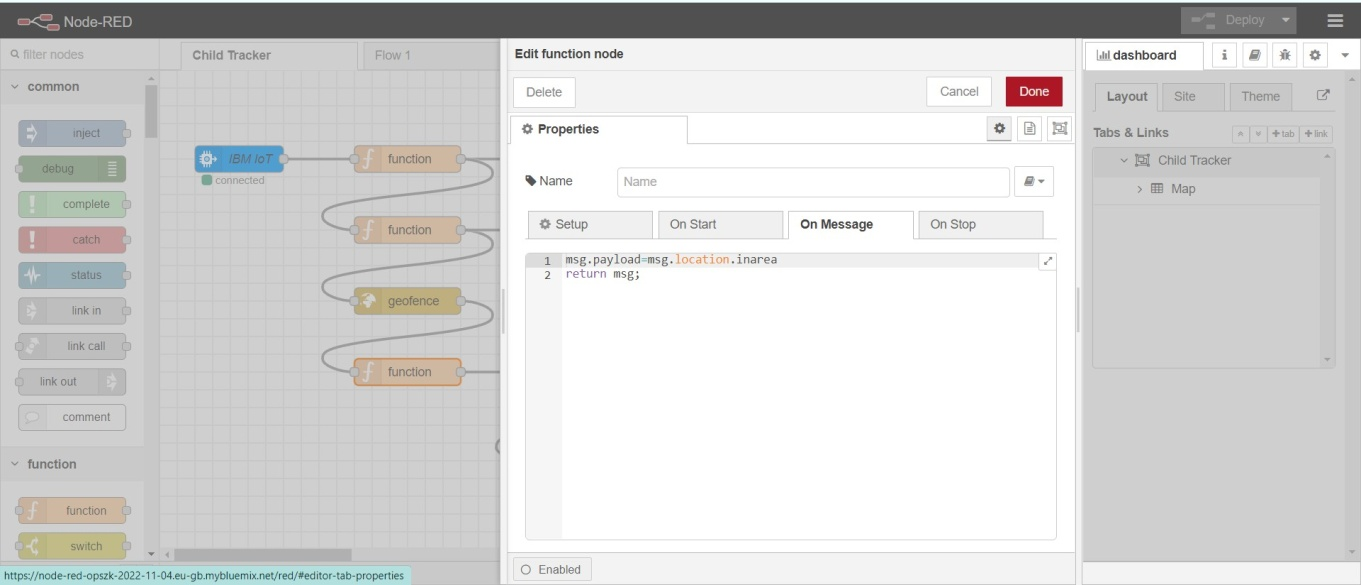 Node-RED
Deploy
filter nodes
common
inject
debug
complete
catch
status
link in
link call
link out
comment
function
function
switch
Child Tracker
Flow 1
IBM IoT
connected
function
function
geofence
function
Edit function node
Delete
Cancel
Done
Properties
Name
Name
Setup
On Start
On Message
On Stop
1 msg.payload=msg.location.inarea
2 return msg;
Enabled
dashboard
i
Layout
Site
Theme
Tabs & Links
+tab
+link
Child Tracker
Map
https://node-red-opszk-2022-11-04.eu-gb.mybluemix.net/red/#editor-tab-properties